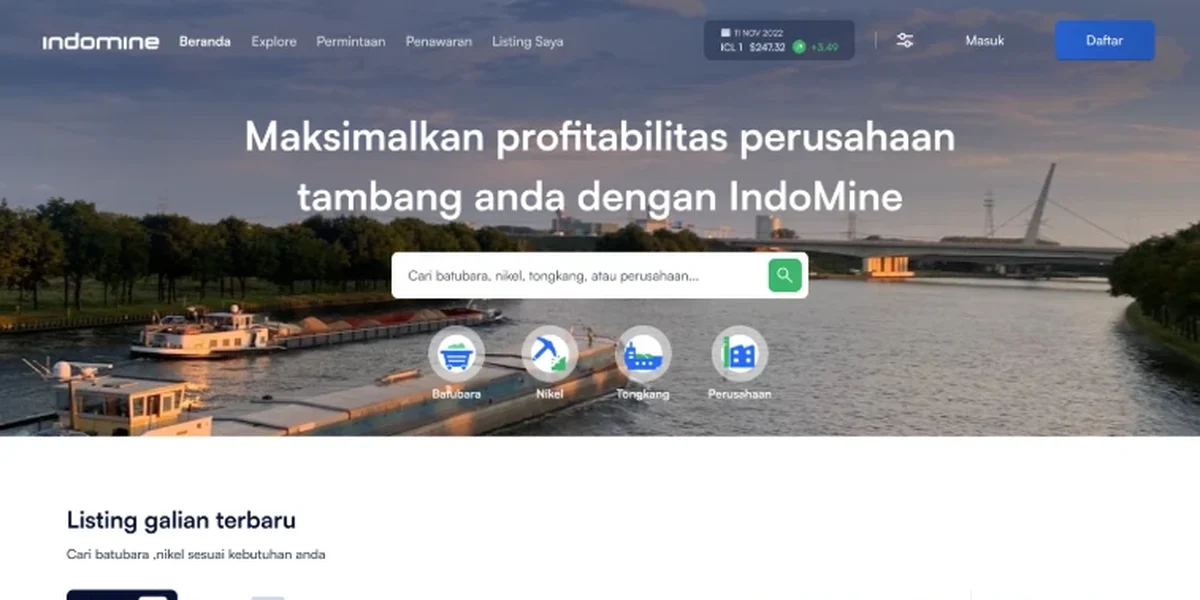 indomine
Beranda Explore Permintaan Penawaran Listing Saya
11 NOV 2022
ICL 1 $247.32 +3.49
Masuk
Daftar
Maksimalkan profitabilitas perusahaan
tambang anda dengan IndoMine
Cari batubara, nikel, tongkang, atau perusahaan...
Batubara Nikel Tongkang Perusahaan
Listing galian terbaru
Cari batubara ,nikel sesuai kebutuhan anda